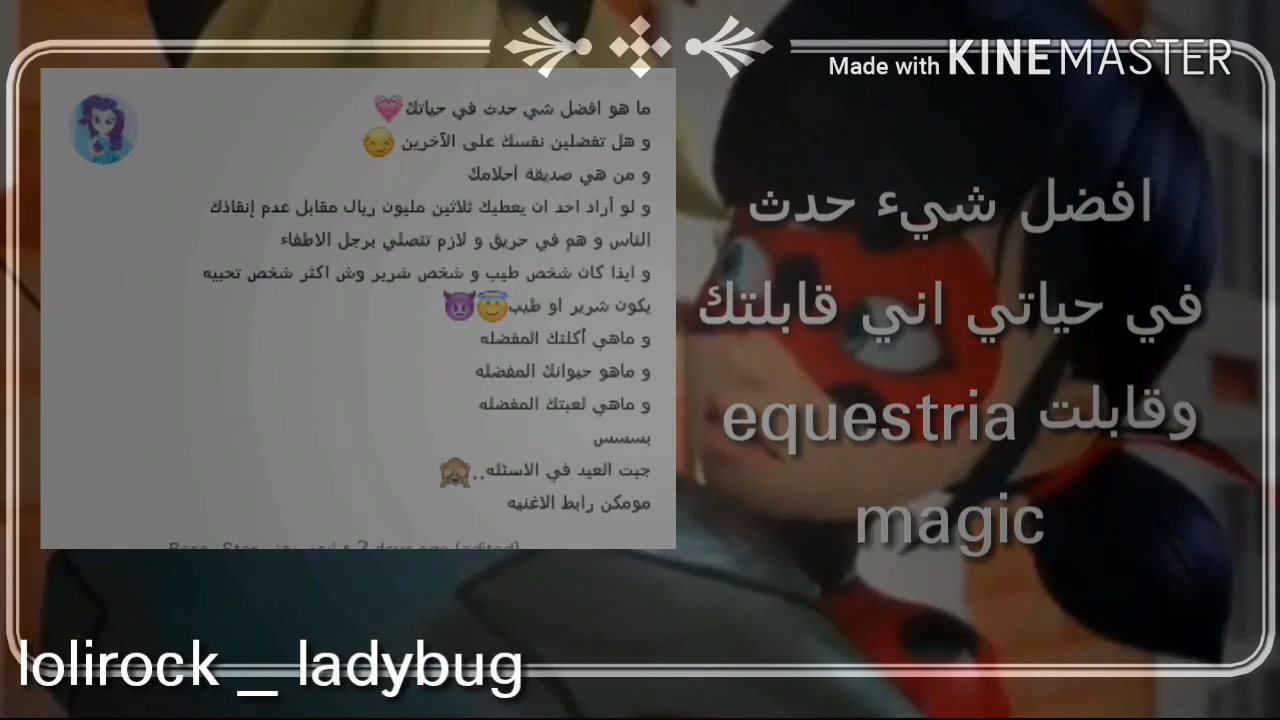 Made with KINEMASTER
ما هو افضل شي حدث في حياتك💗
و هل تفضلين نفسك على الآخرين 😏
و من هي صديقة أحلامك
و لو أراد احد ان يعطيك ثلاثين مليون ريال مقابل عدم إنقاذك
الناس و هم في حريق و لازم تتصلي برجل الاطفاء
و ايذا كان شخص طيب و شخص شرير وش اكثر شخص تحبيه
يكون شرير او طيب😇😈
و ماهي أكلتك المفضله
و ماهو حيوانك المفضله
و ماهي لعبتك المفضله
بسسس
جبت العيد في الاسئله..🙈
مومكن رابط الاغنيه
افضل شيء حدث
في حياتي اني قابلتك
وقابلت equestria
magic
lolirock _ ladybug